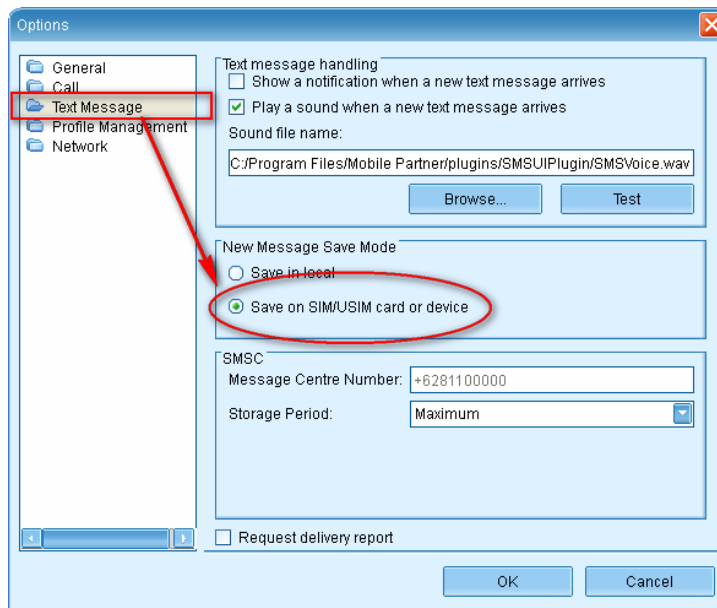 Options
General
Call
Text Message
Profile Management
Network
Text message handling
Show a notification when a new text message arrives
Play a sound when a new text message arrives
Sound file name:
C:/Program Files/Mobile Partner/plugins/SMSUIPlugin/SMSVoice.wav
Browse...
Test
New Message Save Mode
Save in local
Save on SIM/USIM card or device
SMSC
Message Centre Number: +6281100000
Storage Period: Maximum
Request delivery report
OK
Cancel